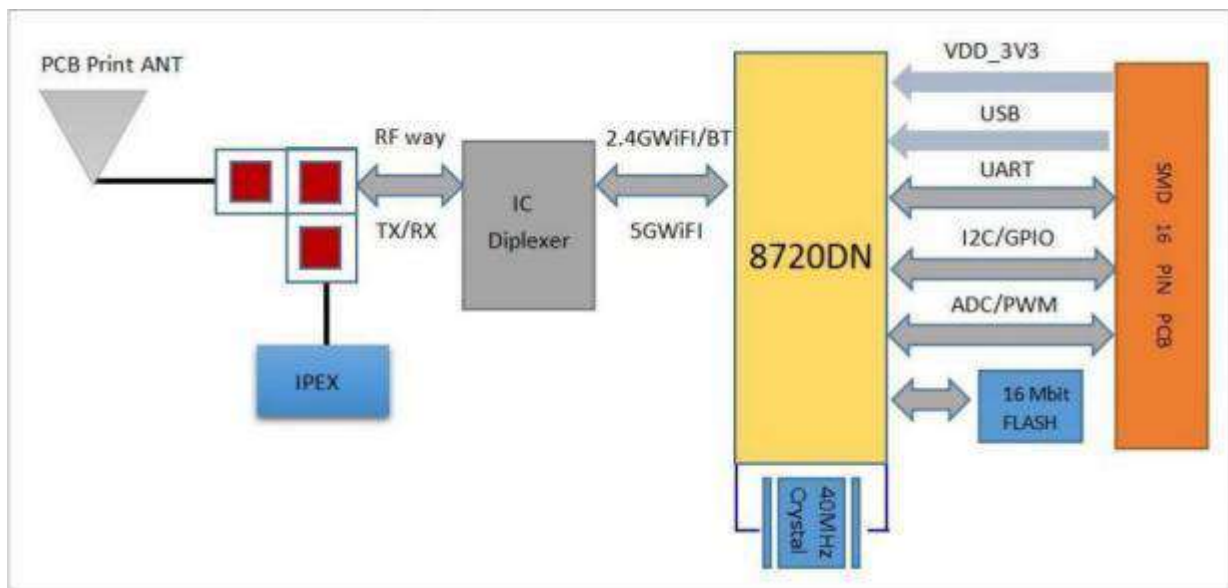 PCB Print ANT
RF way
TX/RX
IPEX
IC
Diplexer
2.4GWiFI/BT
5GWiFI
8720DN
VDD_3V3
USB
UART
I2C/GPIO
ADC/PWM
16 Mbit
FLASH
40MHz
Crystal
SMD 16 PIN PCB